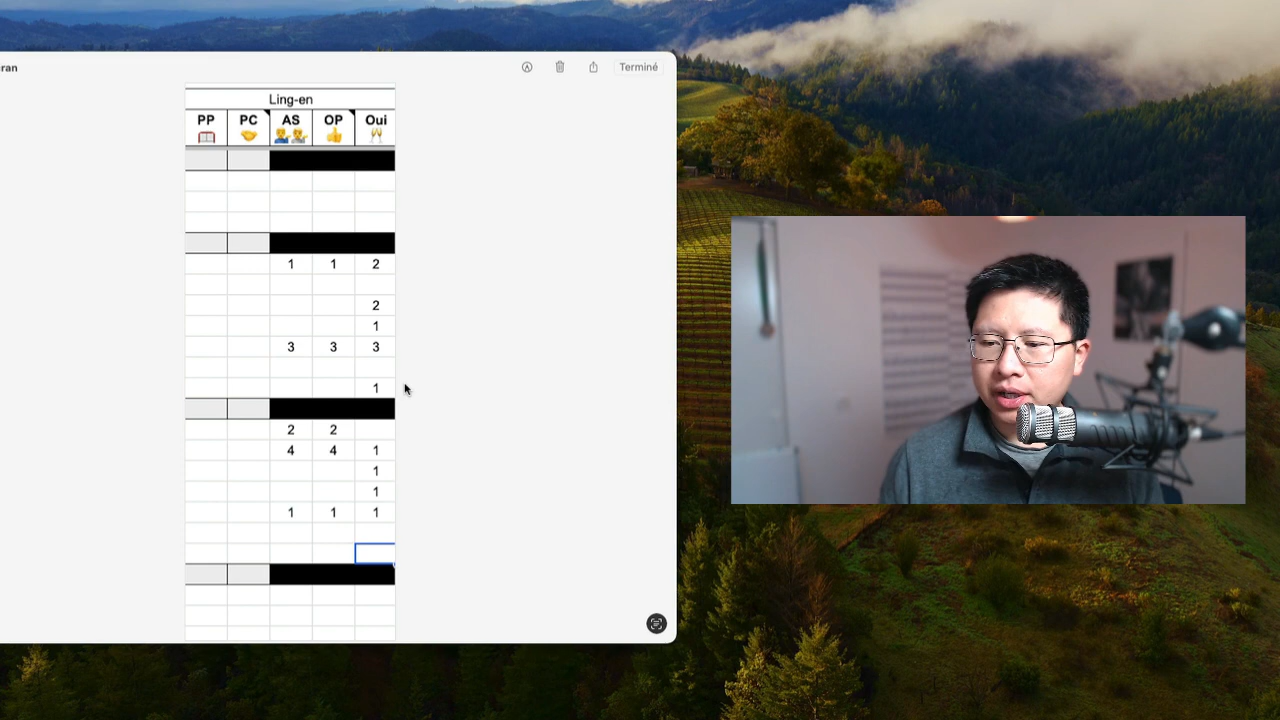 ran
Terminé
Ling-en
PP PC AS OP Oui
1 1 2
2
1
3 3 3
1
2 2
4 4 1
1
1
1 1 1